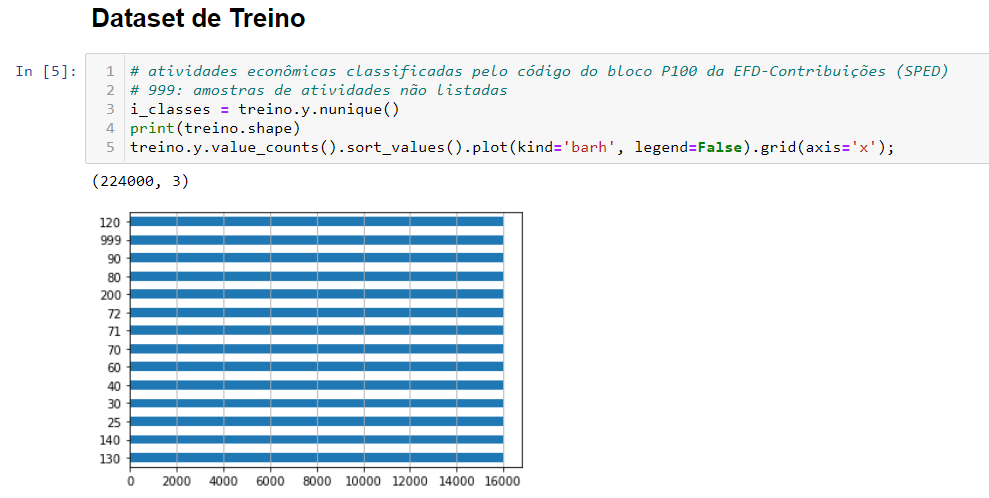 Dataset de Treino
In [5]:
1 # atividades econômicas classificadas pelo código do bloco P100 da EFD-Contribuições (SPED)
2 # 999: amostras de atividades não listadas
3 i_classes = treino.y.nunique()
4 print(treino.shape)
5 treino.y.value_counts().sort_values().plot(kind='barh', legend=False).grid(axis='x');
(224000, 3)
120
999
90
80
200
72
71
70
60
40
30
25
140
130
0 2000 4000 6000 8000 10000 12000 14000 16000